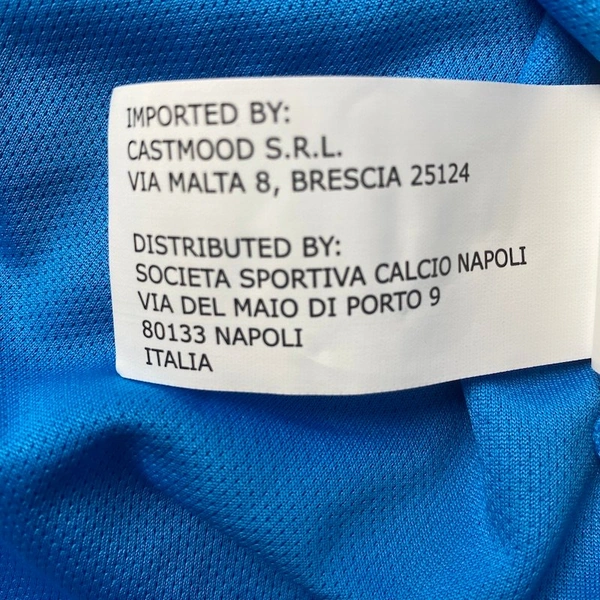 IMPORTED BY:
CASTMOOD S.R.L.
VIA MALTA 8, BRESCIA 25124
DISTRIBUTED BY:
SOCIETA SPORTIVA CALCIO NAPOLI
VIA DEL MAIO DI PORTO 9
80133 NAPOLI
ITALIA